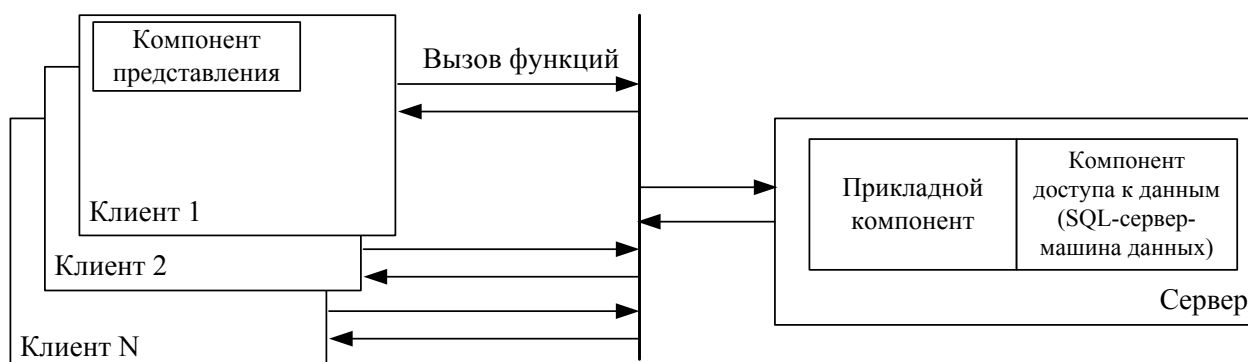 Компонент
представления
Вызов функций
Клиент 1
Клиент 2
Клиент N
Прикладной
компонент
Компонент
доступа к данным
(SQL-сервер-
машина данных)
Сервер